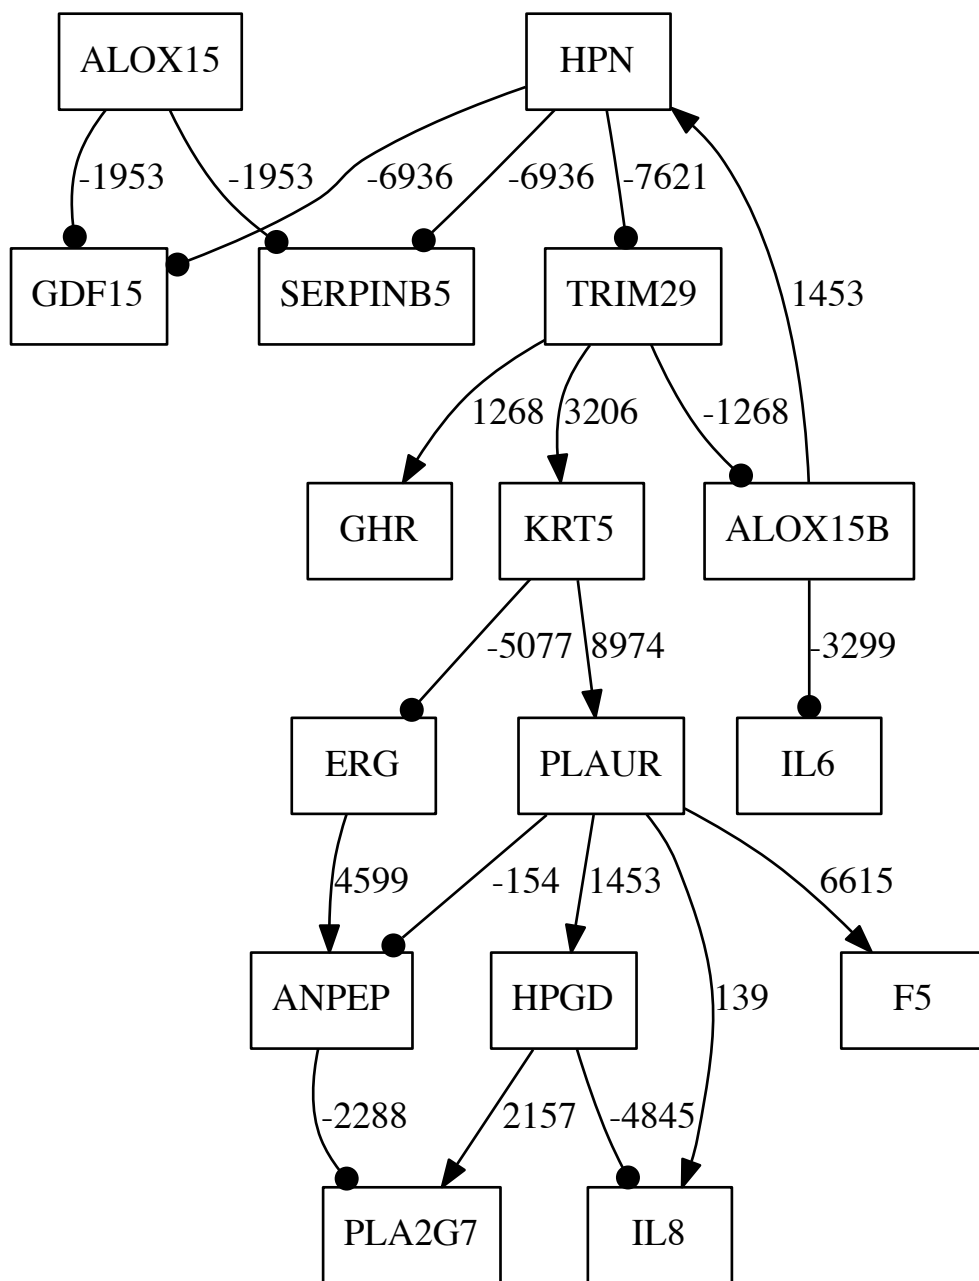 ALOX15 HPN
-1953 -1953 -6936 -6936 -7621
GDF15 SERPINB5 TRIM29 1453
1268 3206 -1268
GHR KRT5 ALOX15B
-5077 8974 -3299
ERG PLAUR IL6
4599 -154 1453 6615
ANPEP HPGD 139 F5
-2288 2157 -4845
PLA2G7 IL8